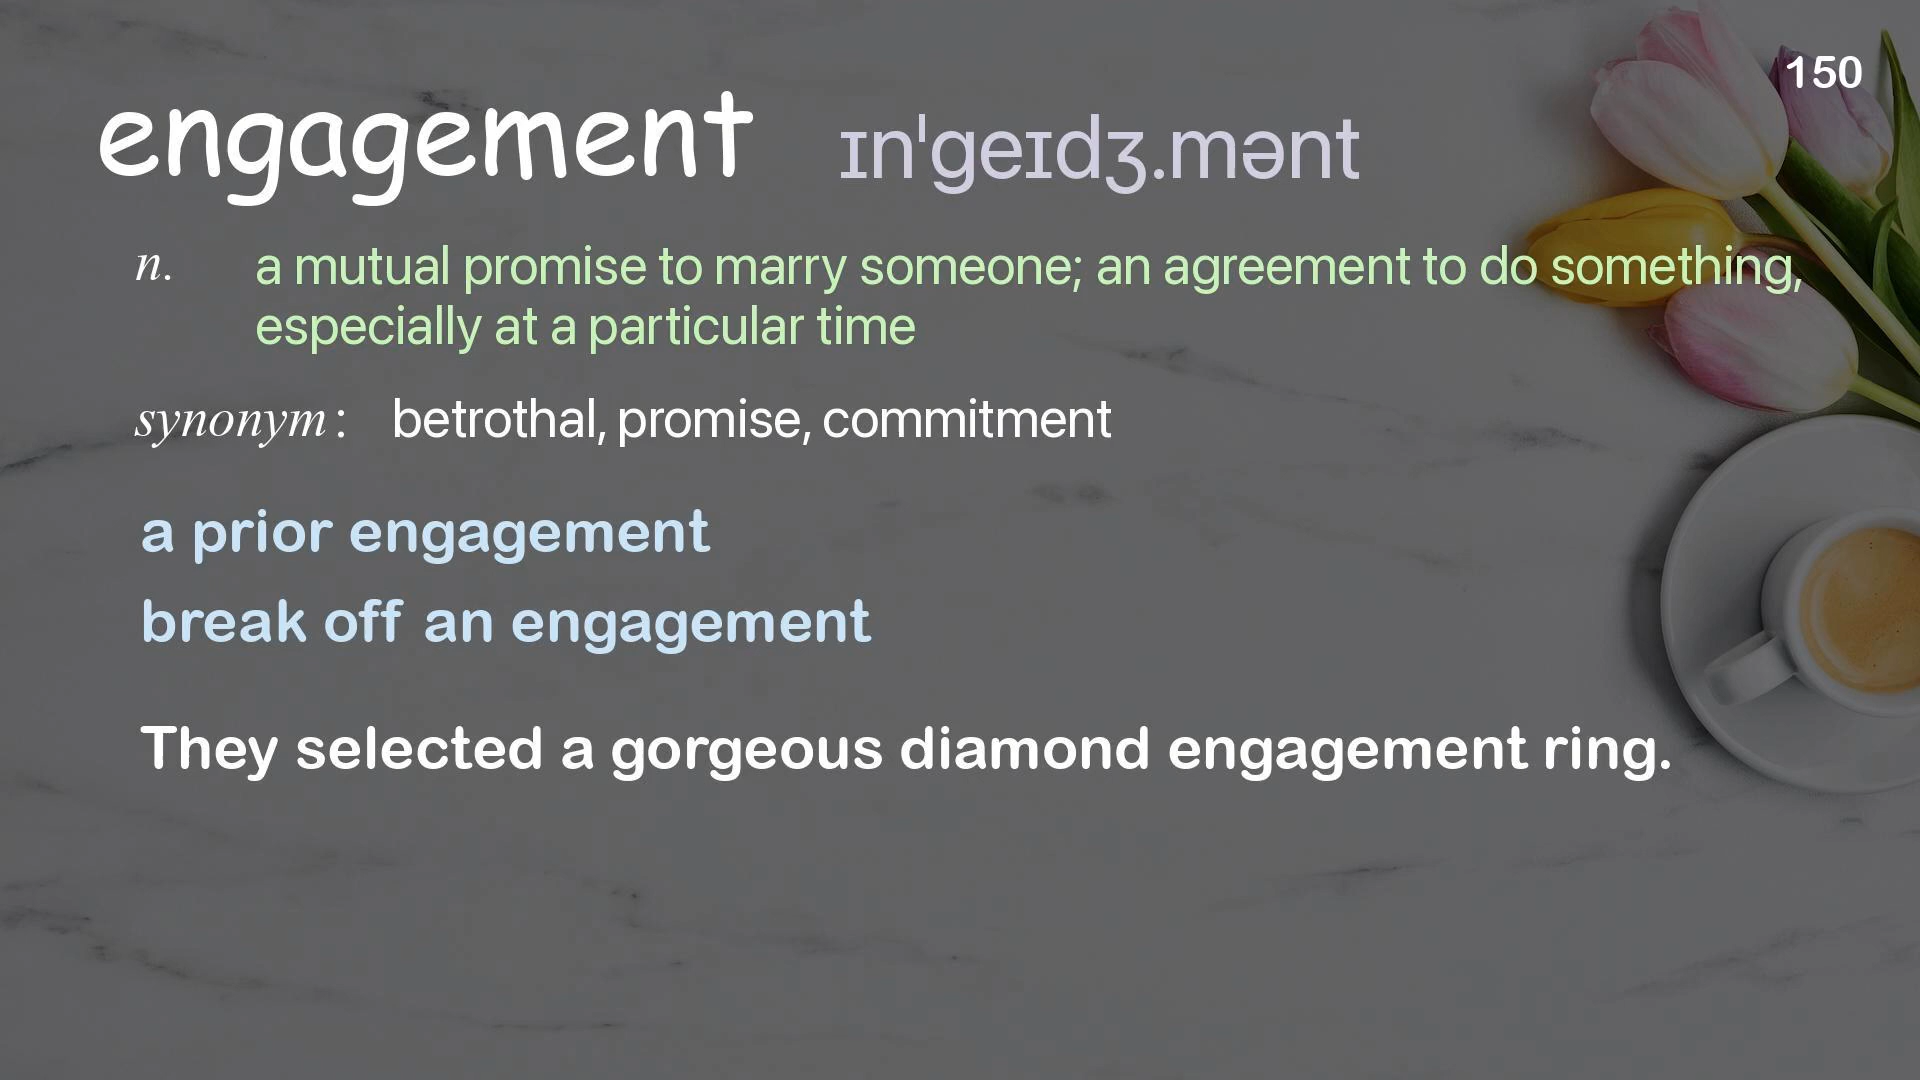 150
engagement ɪnˈgeɪdʒ.mənt
n. a mutual promise to marry someone; an agreement to do something,
especially at a particular time
synonym: betrothal, promise, commitment
a prior engagement
break off an engagement
They selected a gorgeous diamond engagement ring.